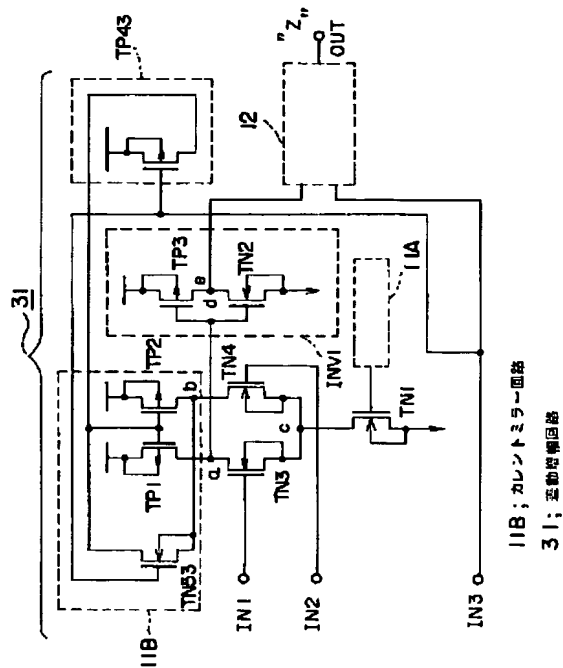 31
TP43
12
"Z"
OUT
TP3
e
d
TN2
11A
INV1
TP2
b
TN4
TP1
a
c
TN1
TN3
TN53
11B
IN1
IN2
IN3
11B；カレントミラー回路
31；差動増幅回路